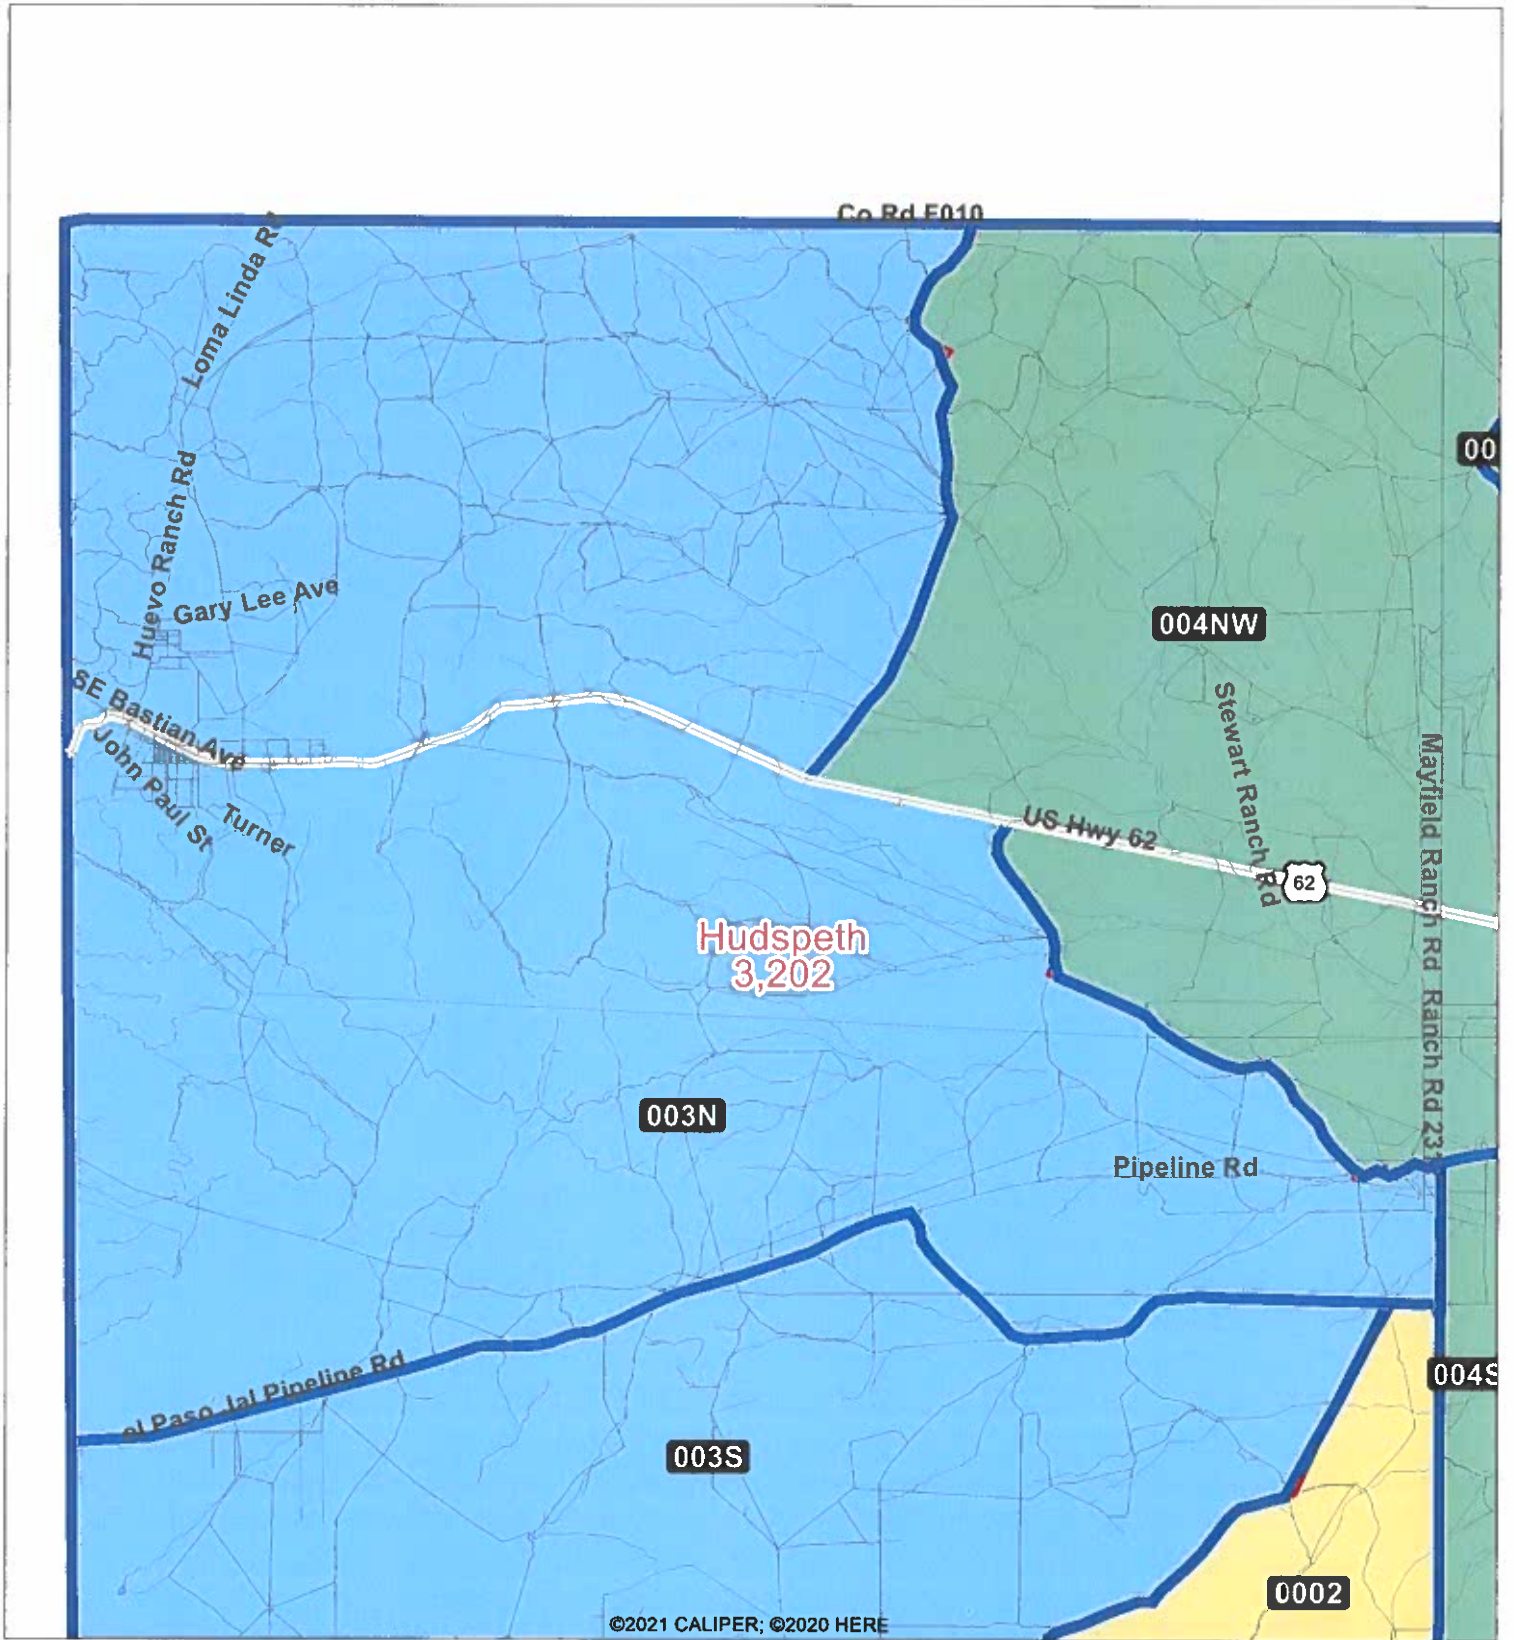 Co Rd F010
Loma Linda Rd
00
Huevo Ranch Rd
Gary Lee Ave
004NW
SE Bastian Ave
Stewart Ranch Rd
Mayfield Ranch Rd
John Paul St
Turner
US Hwy 62
62
Hudspeth
3,202
Ranch Rd 231
003N
Pipeline Rd
el Paso Jal Pipeline Rd
004S
003S
0002
©2021 CALIPER; ©2020 HERE